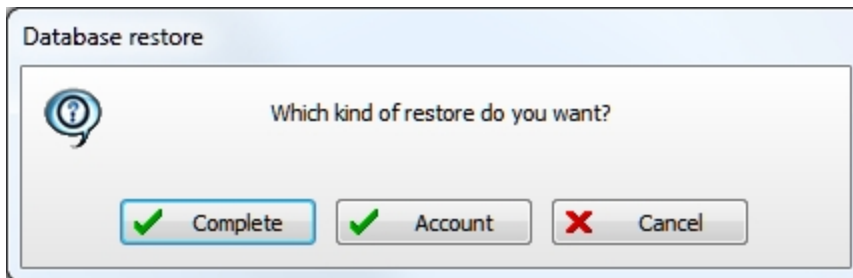 Database restore
Which kind of restore do you want?
Complete
Account
Cancel